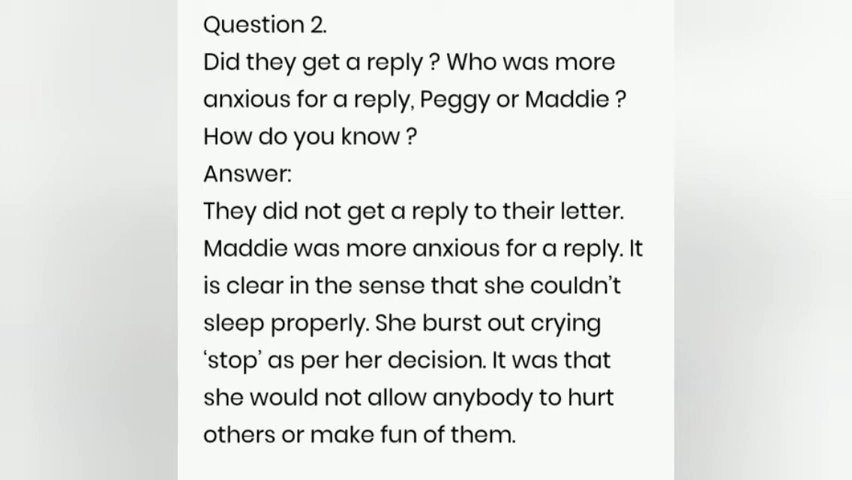 Question 2.
Did they get a reply ? Who was more
anxious for a reply, Peggy or Maddie ?
How do you know ?
Answer:
They did not get a reply to their letter.
Maddie was more anxious for a reply. It
is clear in the sense that she couldn't
sleep properly. She burst out crying
'stop' as per her decision. It was that
she would not allow anybody to hurt
others or make fun of them.